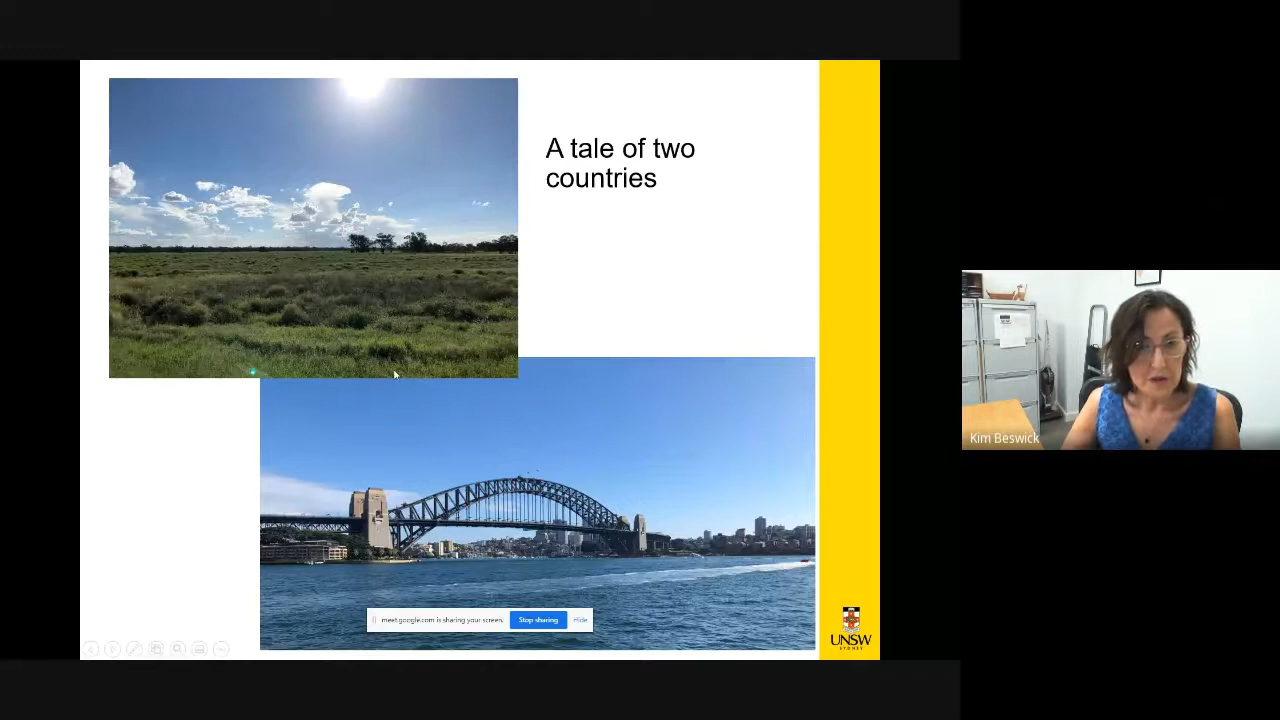 A tale of two
countries
Kim Beswick
meet.google.com is sharing your screen.
Stop sharing
Hide
UNSW
SYDNEY